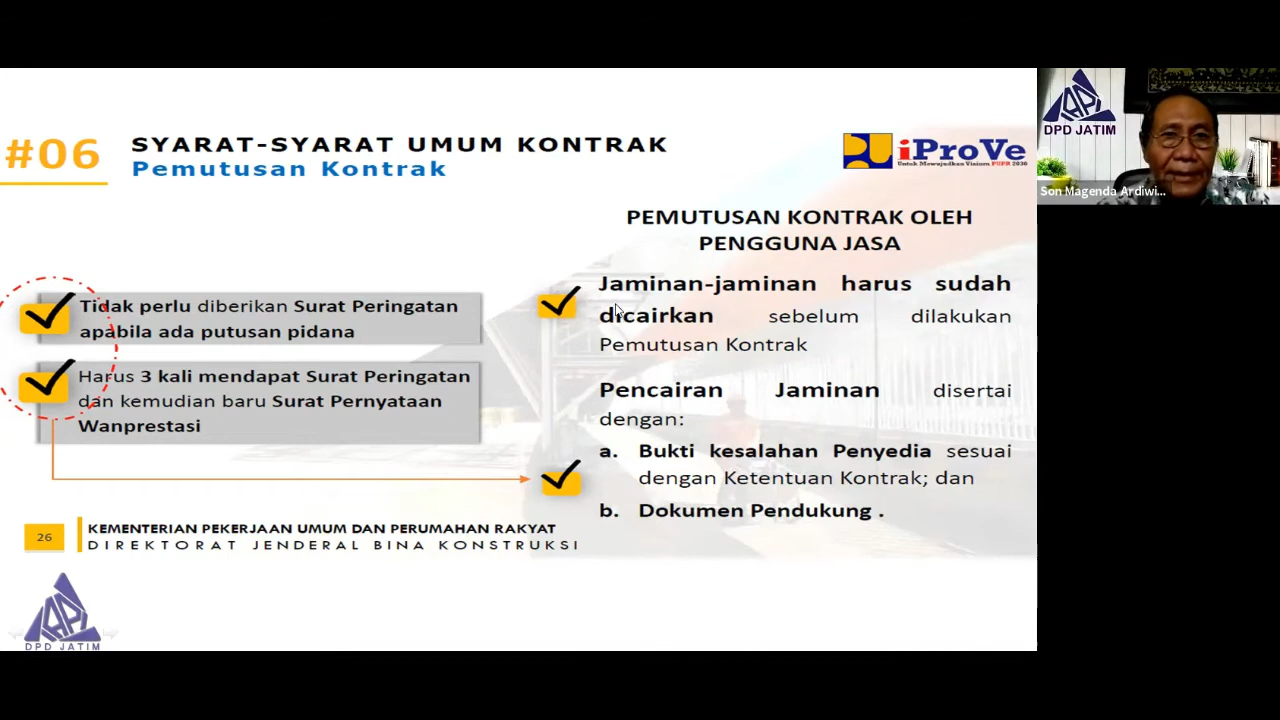 #06
SYARAT-SYARAT UMUM KONTRAK
Pemutusan Kontrak
iProVe
Untuk Mewujudkan Visium PUPR 2030
DPD JATIM
Son Magenda Ardiwi...
Tidak perlu diberikan Surat Peringatan
apabila ada putusan pidana
Harus 3 kali mendapat Surat Peringatan
dan kemudian baru Surat Pernyataan
Wanprestasi
PEMUTUSAN KONTRAK OLEH
PENGGUNA JASA
Jaminan-jaminan harus sudah
dicairkan sebelum dilakukan
Pemutusan Kontrak
Pencairan Jaminan disertai
dengan:
a. Bukti kesalahan Penyedia sesuai
dengan Ketentuan Kontrak; dan
b. Dokumen Pendukung .
26
KEMENTERIAN PEKERJAAN UMUM DAN PERUMAHAN RAKYAT
DIREKTORAT JENDERAL BINA KONSTRUKSI
DPD JATIM